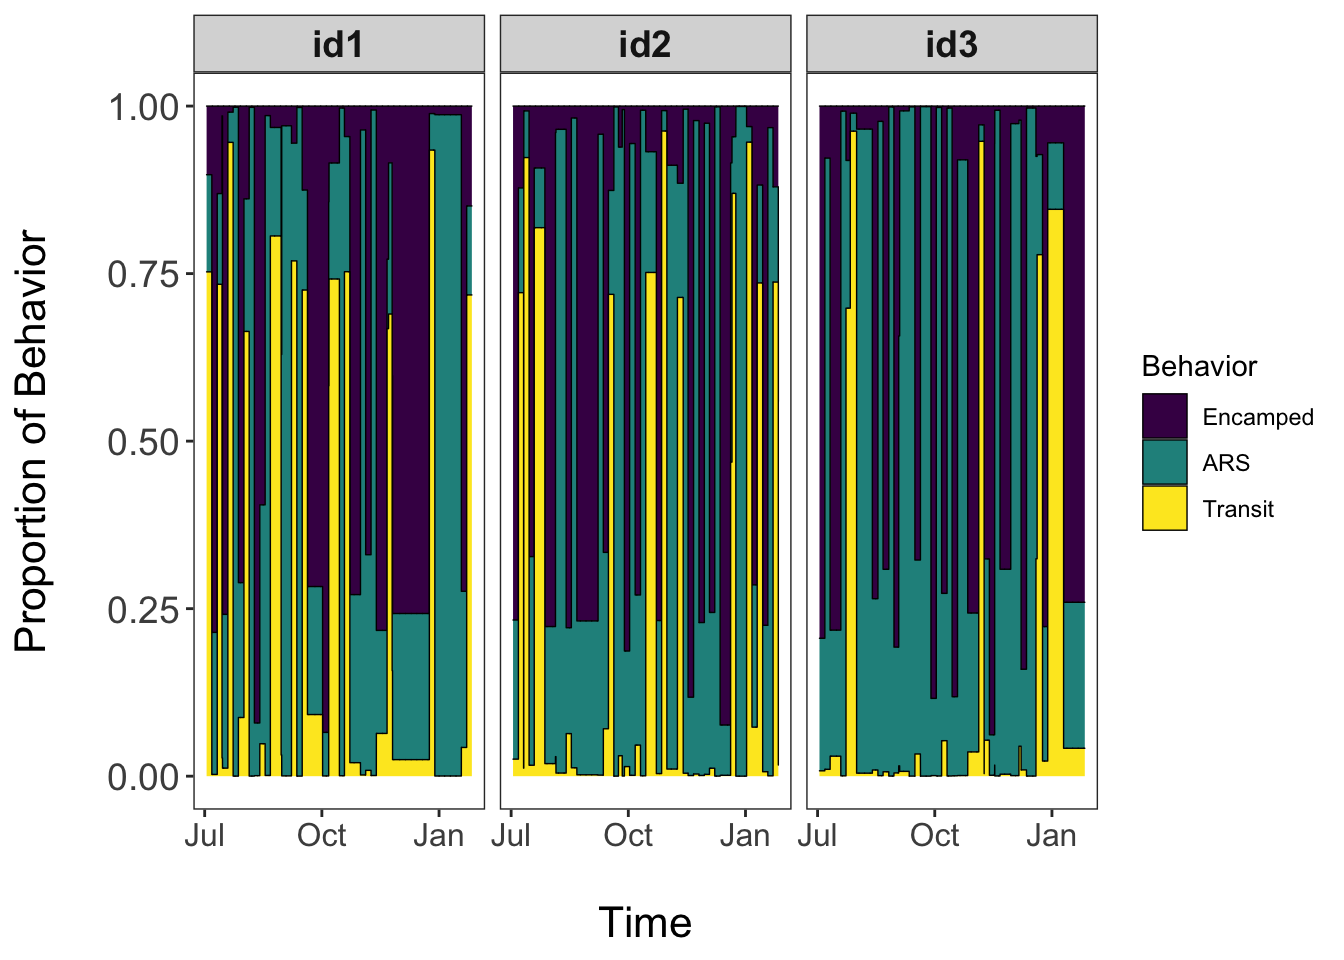 id1 id2 id3
Proportion of Behavior
1.00
0.75
0.50
0.25
0.00
Jul Oct Jan Jul Oct Jan Jul Oct Jan
Time
Behavior
Encamped
ARS
Transit